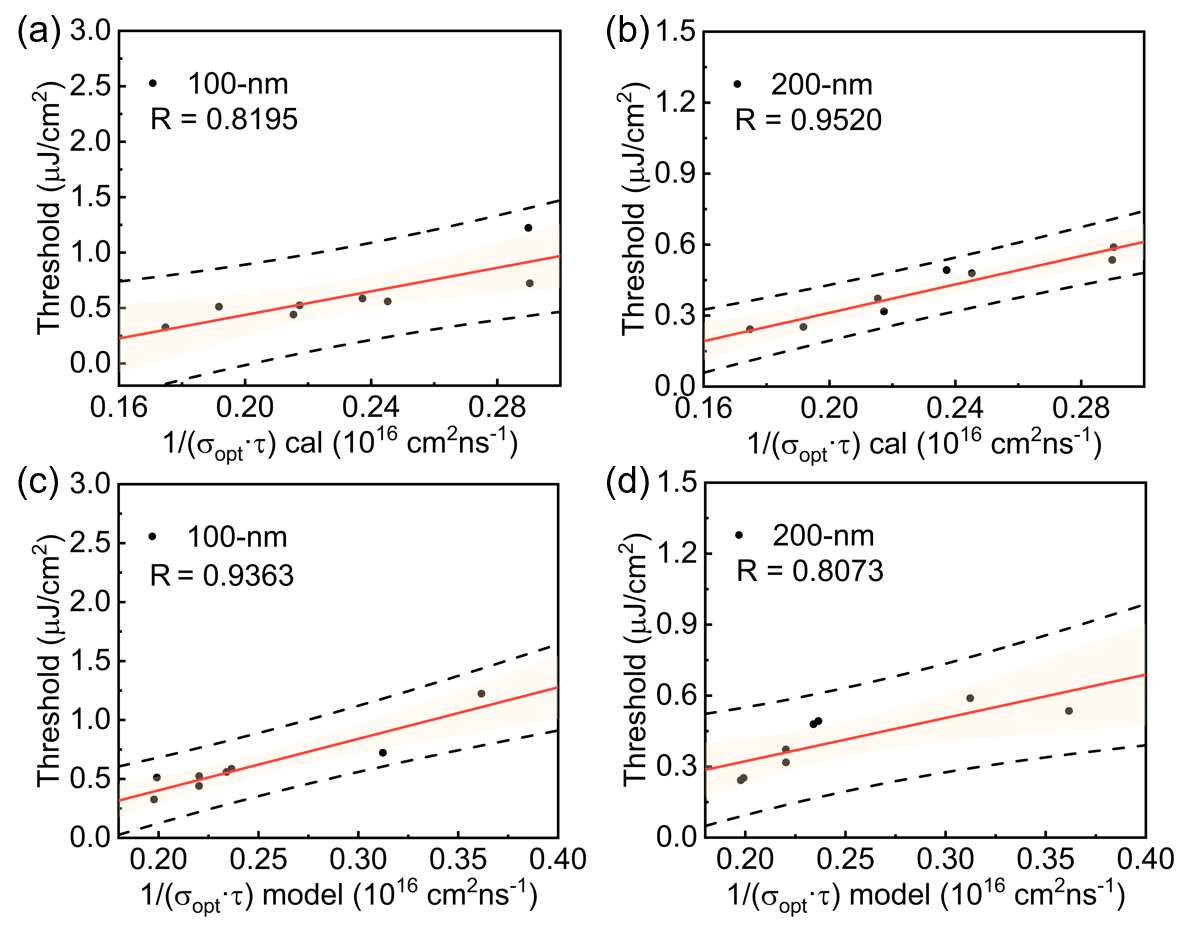 (a)
3.0
2.5
2.0
1.5
1.0
0.5
0.0
Threshold (μJ/cm²)
100-nm
R = 0.8195
0.16 0.20 0.24 0.28
1/(σopt·τ) cal (10¹⁶ cm²ns⁻¹)
(b)
1.5
1.2
0.9
0.6
0.3
0.0
Threshold (μJ/cm²)
200-nm
R = 0.9520
0.16 0.20 0.24 0.28
1/(σopt·τ) cal (10¹⁶ cm²ns⁻¹)
(c)
3.0
2.5
2.0
1.5
1.0
0.5
0.0
Threshold (μJ/cm²)
100-nm
R = 0.9363
0.20 0.25 0.30 0.35 0.40
1/(σopt·τ) model (10¹⁶ cm²ns⁻¹)
(d)
1.5
1.2
0.9
0.6
0.3
0.0
Threshold (μJ/cm²)
200-nm
R = 0.8073
0.20 0.25 0.30 0.35 0.40
1/(σopt·τ) model (10¹⁶ cm²ns⁻¹)